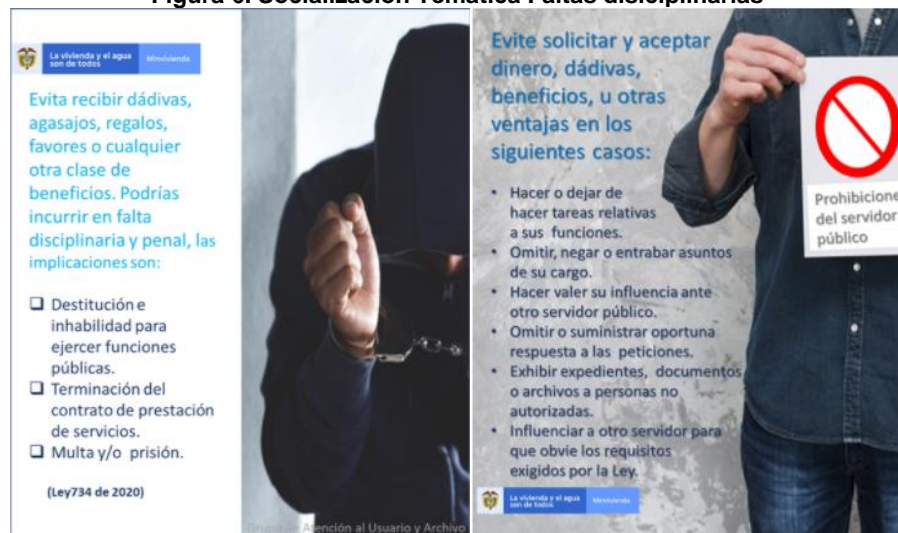 La vivienda y el agua
son de todos
Minvivienda
Evita recibir dádivas,
agasajos, regalos,
favores o cualquier
otra clase de
beneficios. Podrías
incurrir en falta
disciplinaria y penal, las
implicaciones son:
❑ Destitución e
inhabilidad para
ejercer funciones
públicas.
❑ Terminación del
contrato de prestación
de servicios.
❑ Multa y/o prisión.
(Ley734 de 2020)
Grupo de Atención al Usuario y Archivo
Evite solicitar y aceptar
dinero, dádivas,
beneficios, u otras
ventajas en los
siguientes casos:
• Hacer o dejar de
hacer tareas relativas
a sus funciones.
• Omitir, negar o entrabar asuntos
de su cargo.
• Hacer valer su influencia ante
otro servidor público.
• Omitir o suministrar oportuna
respuesta a las peticiones.
• Exhibir expedientes, documentos
o archivos a personas no
autorizadas.
• Influenciar a otro servidor para
que obvie los requisitos
exigidos por la Ley.
Prohibicione
del servidor
público
La vivienda y el agua
son de todos
Minvivienda